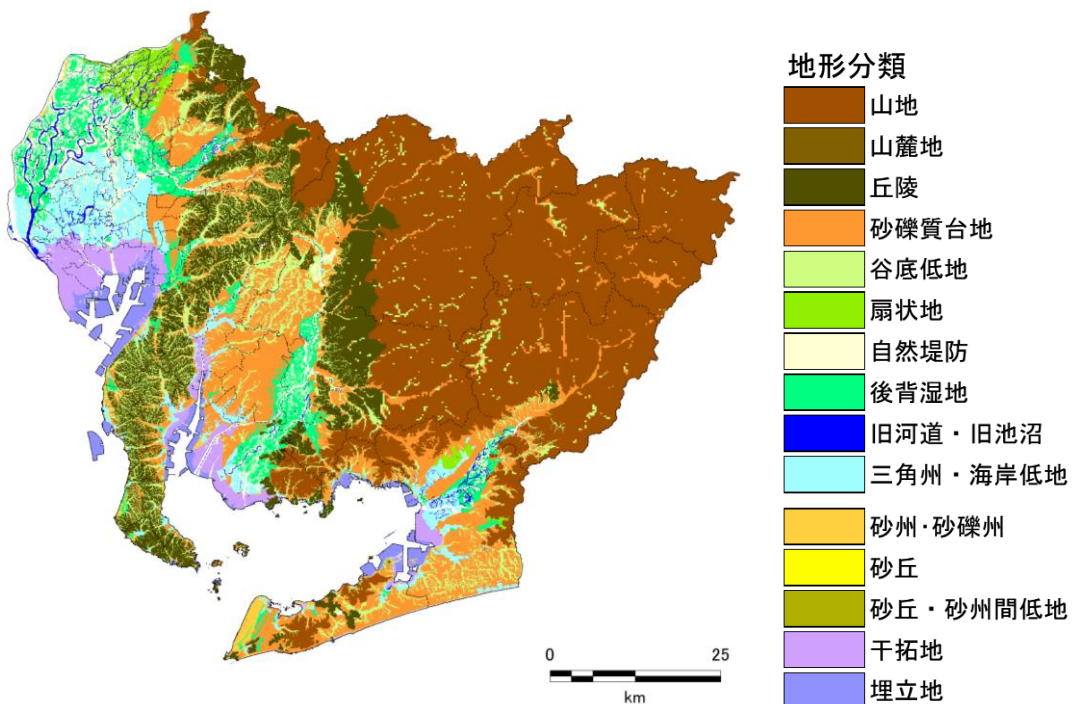 地形分類
山地
山麓地
丘陵
砂礫質台地
谷底低地
扇状地
自然堤防
後背湿地
旧河道・旧池沼
三角州・海岸低地
砂州・砂礫州
砂丘
砂丘・砂州間低地
干拓地
埋立地
0 25
km